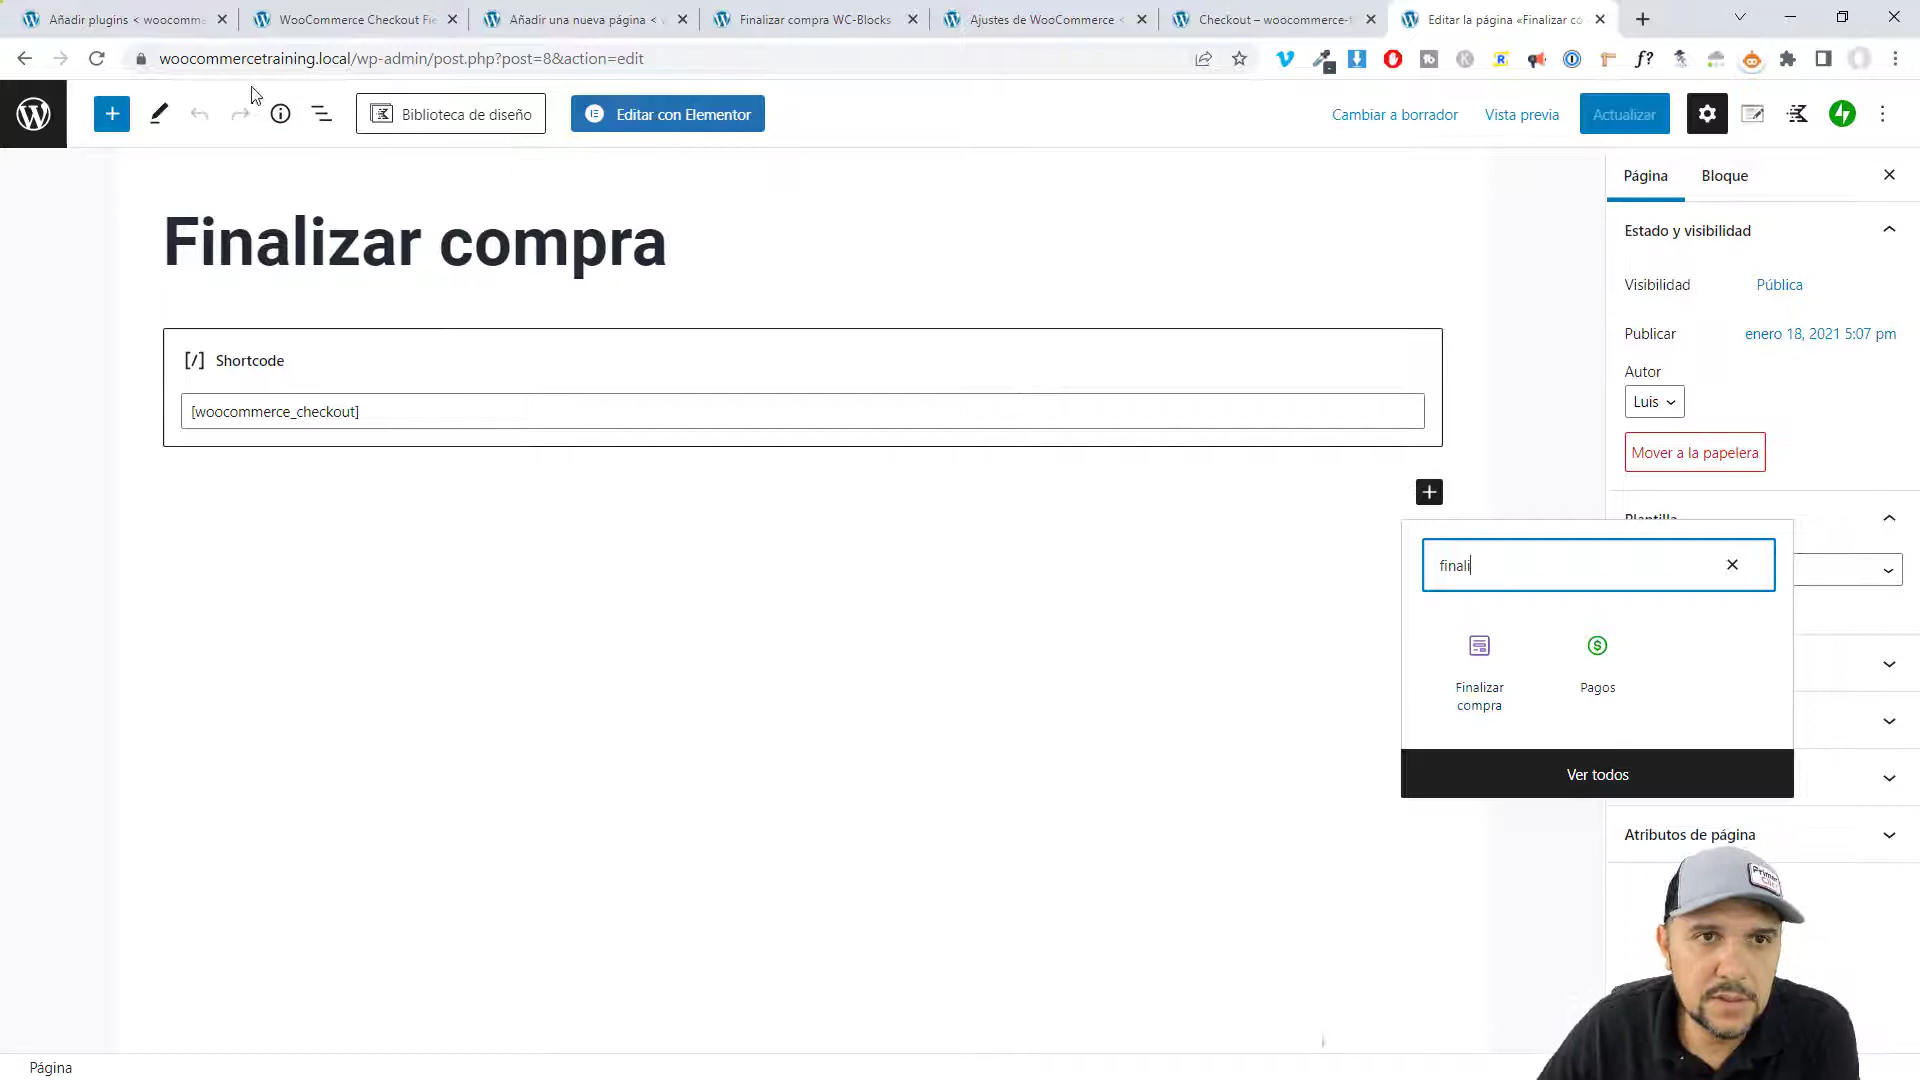 Añadir plugins < woocomme
WooCommerce Checkout Fie
Añadir una nueva página < v
Finalizar compra WC-Blocks
Ajustes de WooCommerce <
Checkout – woocommerce-t
Editar la página «Finalizar co
woocommercetraining.local/wp-admin/post.php?post=8&action=edit
Biblioteca de diseño
Editar con Elementor
Cambiar a borrador
Vista previa
Actualizar
Finalizar compra
[/] Shortcode
[woocommerce_checkout]
Página
Bloque
Estado y visibilidad
Visibilidad
Pública
Publicar
enero 18, 2021 5:07 pm
Autor
Luis
Mover a la papelera
Plantilla
finali
Finalizar
compra
Pagos
Ver todos
Atributos de página
Página